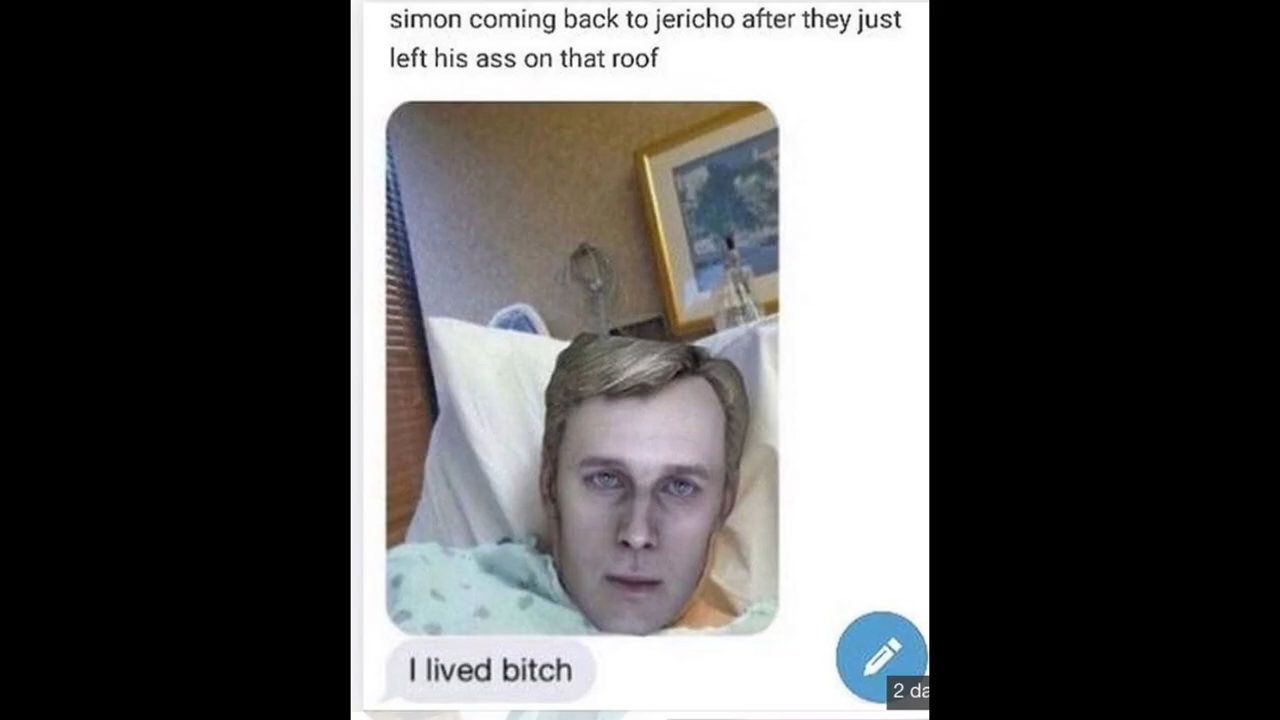 simon coming back to jericho after they just
left his ass on that roof
I lived bitch
2 da